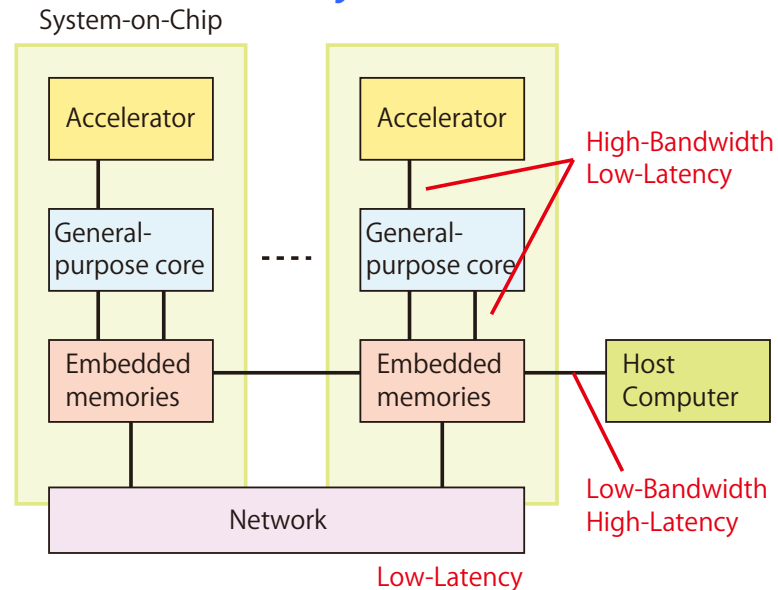 System-on-Chip
Accelerator
Accelerator
High-Bandwidth
Low-Latency
General-
purpose core
General-
purpose core
Embedded
memories
Embedded
memories
Host
Computer
Low-Bandwidth
High-Latency
Network
Low-Latency